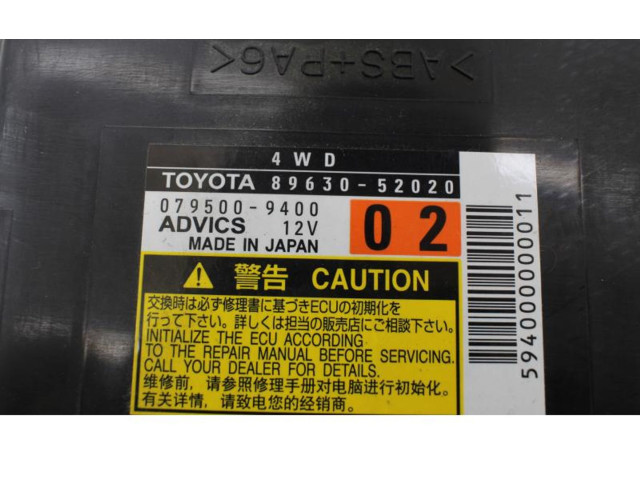 >ABS+PA6<
4WD
TOYOTA 89630-52020
079500-9400
ADVICS 12V
MADE IN JAPAN
02
警告 CAUTION
交換時は必ず修理書に基づきECUの初期化を
行って下さい。詳しくは担当の販売店にご相談下さい。
INITIALIZE THE ECU ACCORDING
TO THE REPAIR MANUAL BEFORE SERVICING.
CALL YOUR DEALER FOR DETAILS.
维修前，请参照修理手册对电脑进行初始化。
有关详情，请致电您的经销商。
59400000000011